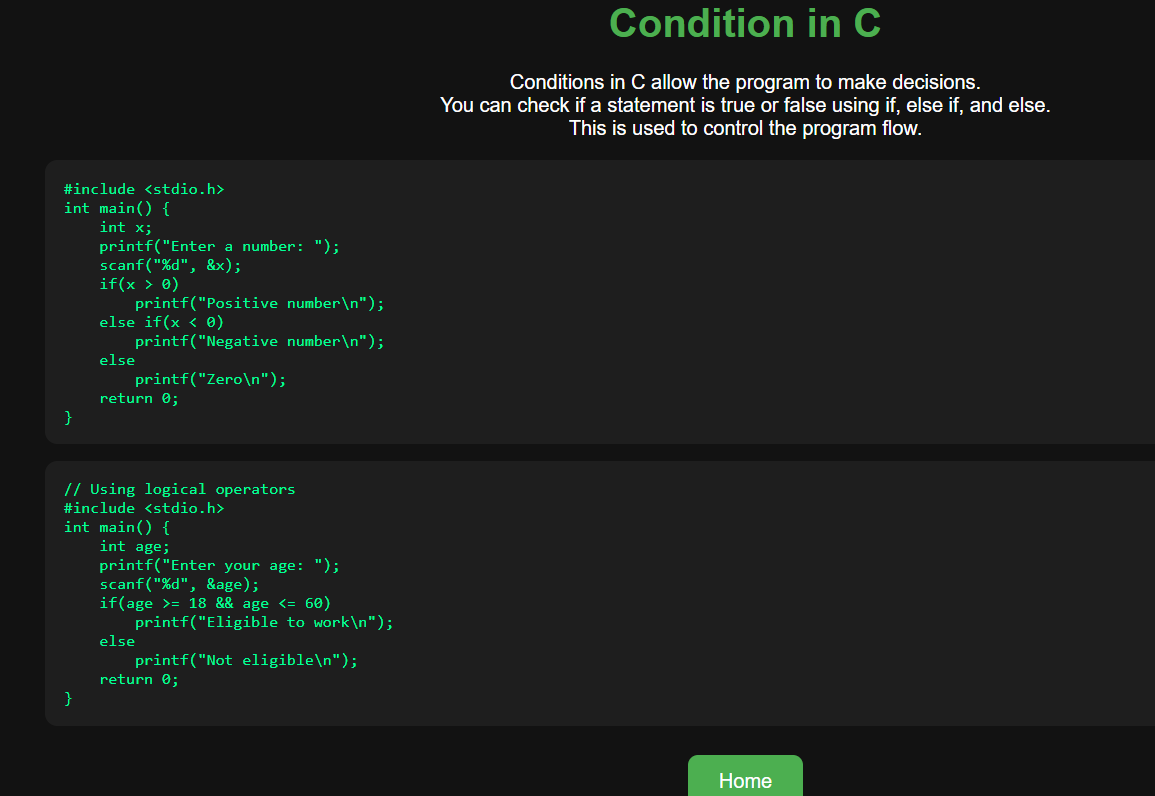 Condition in C
Conditions in C allow the program to make decisions.
You can check if a statement is true or false using if, else if, and else.
This is used to control the program flow.
#include <stdio.h>
int main() {
    int x;
    printf("Enter a number: ");
    scanf("%d", &x);
    if(x > 0)
        printf("Positive number\n");
    else if(x < 0)
        printf("Negative number\n");
    else
        printf("Zero\n");
    return 0;
}
// Using logical operators
#include <stdio.h>
int main() {
    int age;
    printf("Enter your age: ");
    scanf("%d", &age);
    if(age >= 18 && age <= 60)
        printf("Eligible to work\n");
    else
        printf("Not eligible\n");
    return 0;
}
Home